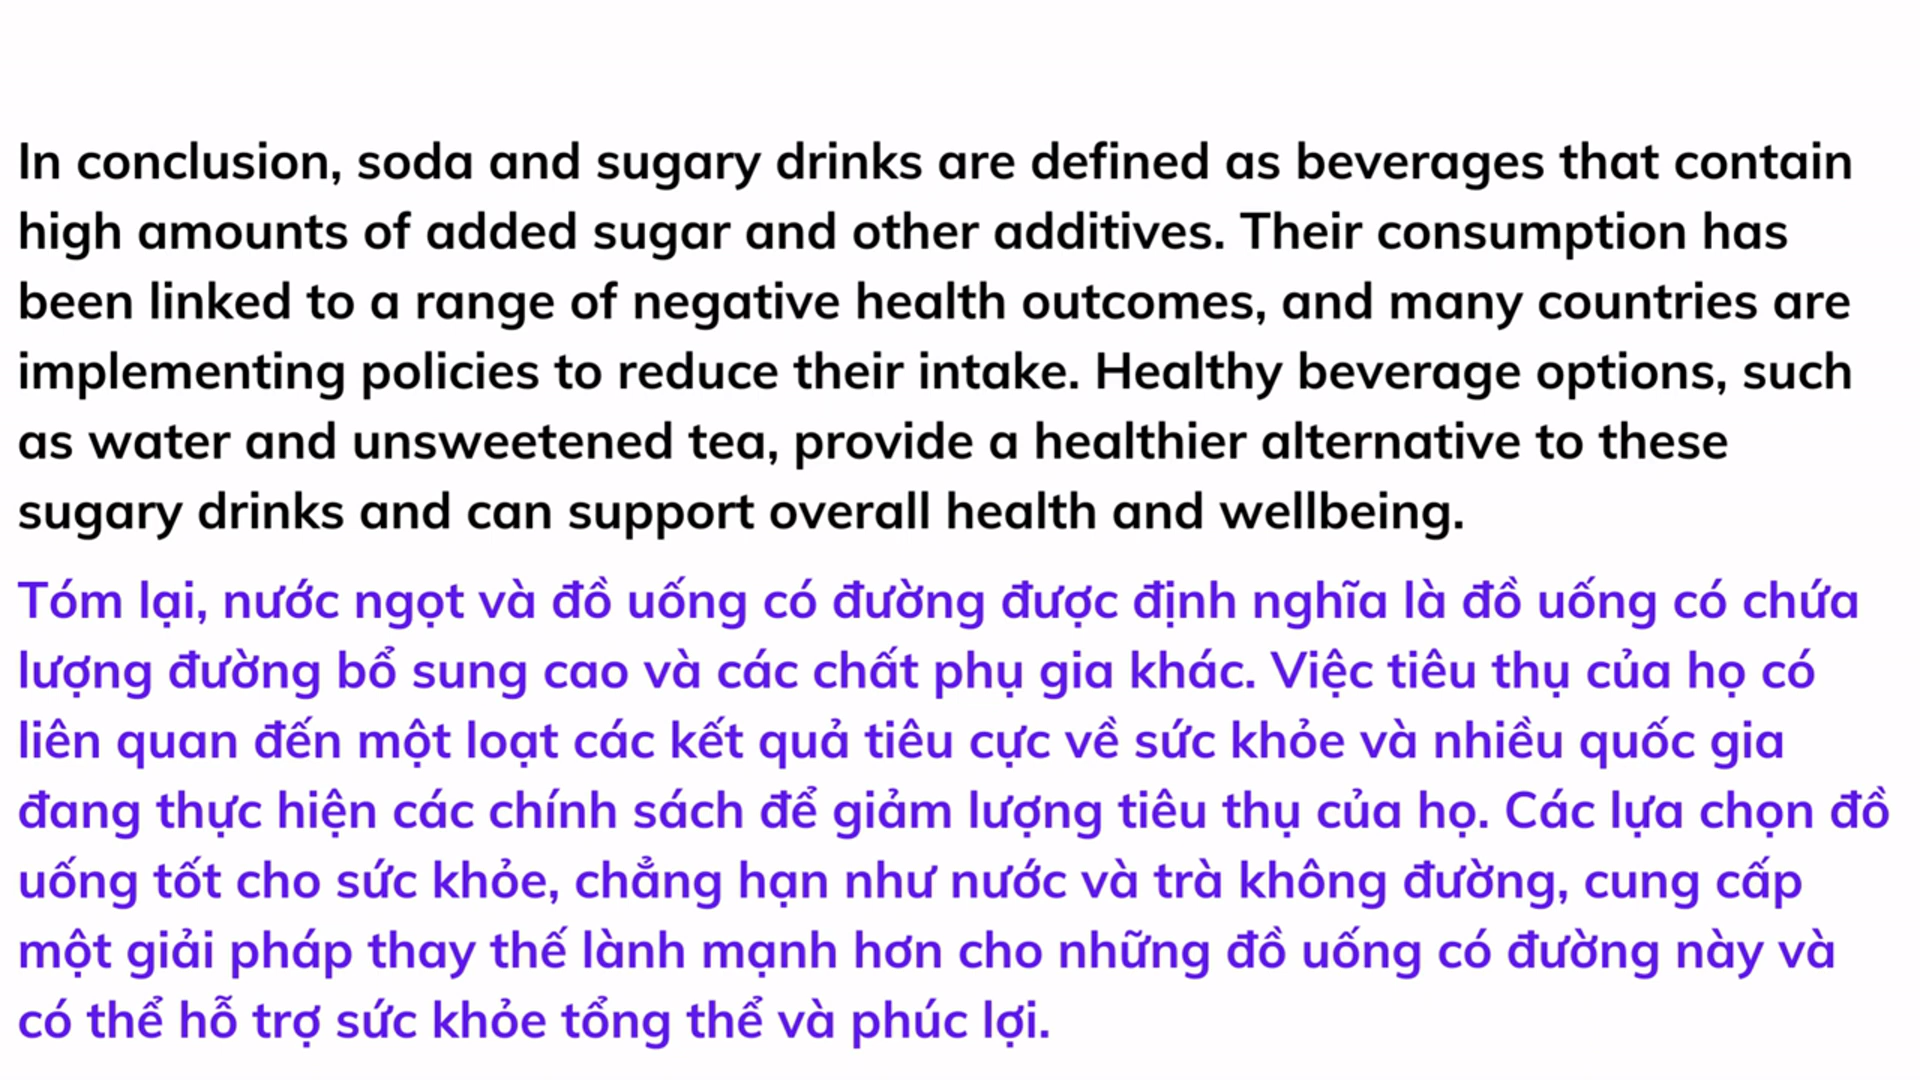 In conclusion, soda and sugary drinks are defined as beverages that contain
high amounts of added sugar and other additives. Their consumption has
been linked to a range of negative health outcomes, and many countries are
implementing policies to reduce their intake. Healthy beverage options, such
as water and unsweetened tea, provide a healthier alternative to these
sugary drinks and can support overall health and wellbeing.
Tóm lại, nước ngọt và đồ uống có đường được định nghĩa là đồ uống có chứa
lượng đường bổ sung cao và các chất phụ gia khác. Việc tiêu thụ của họ có
liên quan đến một loạt các kết quả tiêu cực về sức khỏe và nhiều quốc gia
đang thực hiện các chính sách để giảm lượng tiêu thụ của họ. Các lựa chọn đồ
uống tốt cho sức khỏe, chẳng hạn như nước và trà không đường, cung cấp
một giải pháp thay thế lành mạnh hơn cho những đồ uống có đường này và
có thể hỗ trợ sức khỏe tổng thể và phúc lợi.